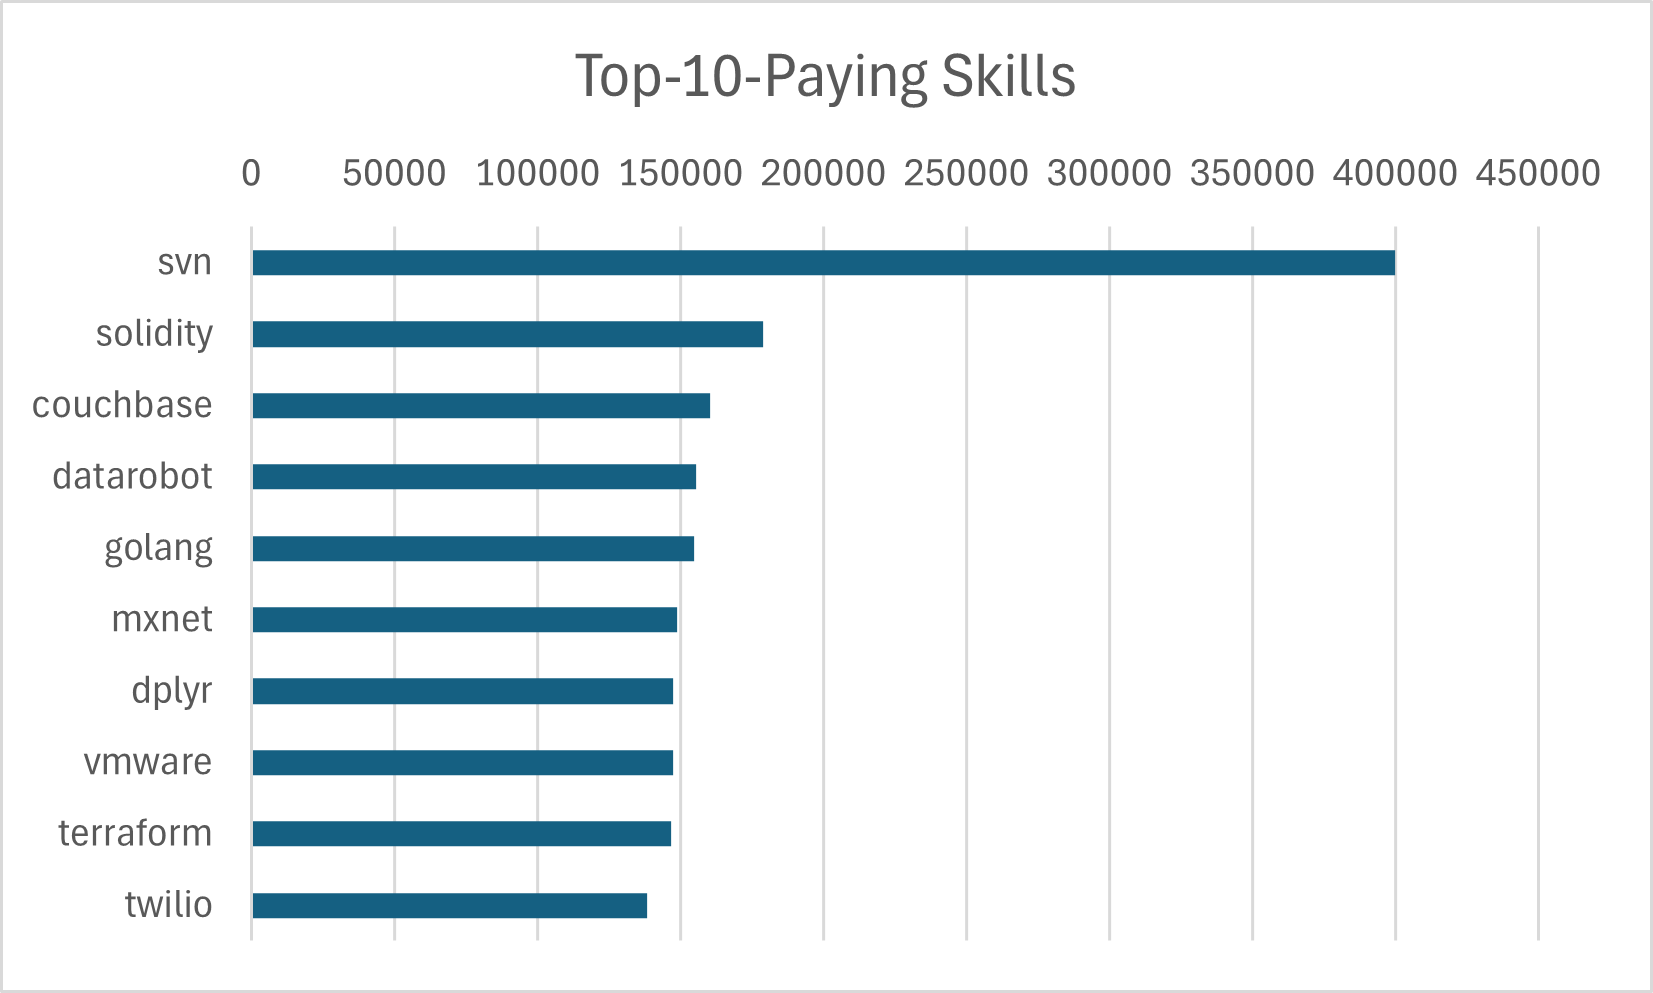 Top-10-Paying Skills
0 50000 100000 150000 200000 250000 300000 350000 400000 450000
svn
solidity
couchbase
datarobot
golang
mxnet
dplyr
vmware
terraform
twilio